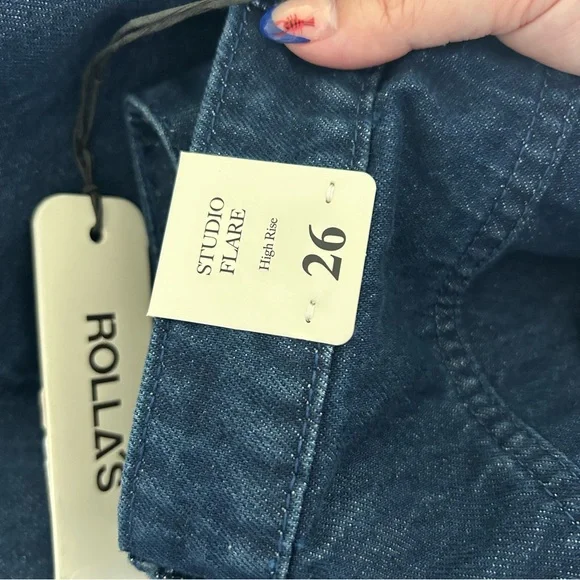 STUDIO
FLARE
High Rise
26
ROLLA'S